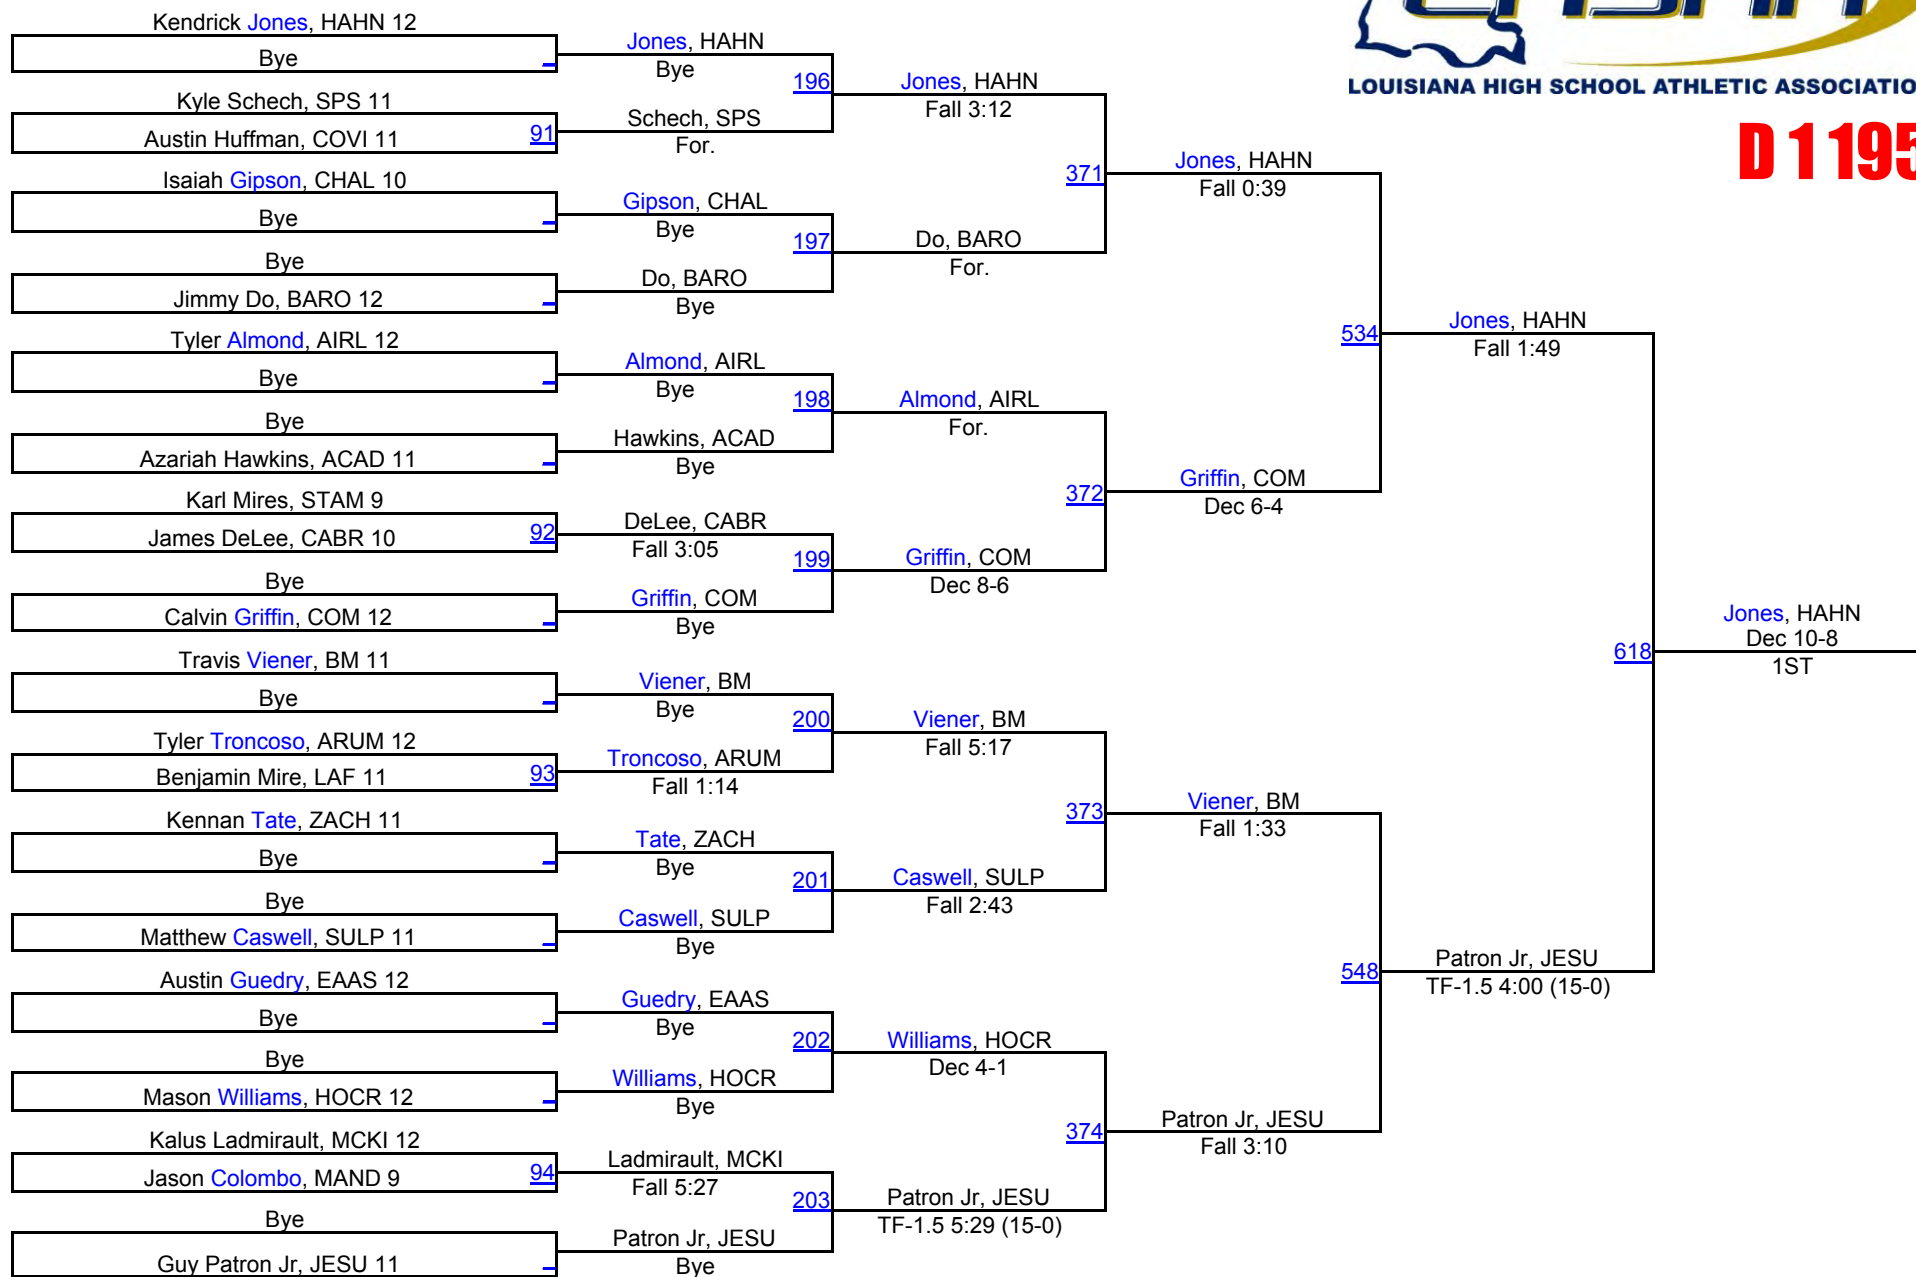 LOUISIANA HIGH SCHOOL ATHLETIC ASSOCIATIO
D 1 195
Kendrick Jones, HAHN 12
Bye
Kyle Schech, SPS 11
Austin Huffman, COVI 11
91
Isaiah Gipson, CHAL 10
Bye
Bye
Jimmy Do, BARO 12
Tyler Almond, AIRL 12
Bye
Bye
Azariah Hawkins, ACAD 11
Karl Mires, STAM 9
James DeLee, CABR 10
92
Bye
Calvin Griffin, COM 12
Travis Viener, BM 11
Bye
Tyler Troncoso, ARUM 12
Benjamin Mire, LAF 11
93
Kennan Tate, ZACH 11
Bye
Bye
Matthew Caswell, SULP 11
Austin Guedry, EAAS 12
Bye
Bye
Mason Williams, HOCR 12
Kalus Ladmirault, MCKI 12
Jason Colombo, MAND 9
94
Bye
Guy Patron Jr, JESU 11
Jones, HAHN
Bye
196
Schech, SPS
For.
Gipson, CHAL
Bye
197
Do, BARO
Bye
Almond, AIRL
Bye
198
Hawkins, ACAD
Bye
DeLee, CABR
Fall 3:05
199
Griffin, COM
Bye
Viener, BM
Bye
200
Troncoso, ARUM
Fall 1:14
Tate, ZACH
Bye
201
Caswell, SULP
Bye
Guedry, EAAS
Bye
202
Williams, HOCR
Bye
Ladmirault, MCKI
Fall 5:27
203
Patron Jr, JESU
Bye
Jones, HAHN
Fall 3:12
371
Do, BARO
For.
Almond, AIRL
For.
372
Griffin, COM
Dec 8-6
Viener, BM
Fall 5:17
373
Caswell, SULP
Fall 2:43
Williams, HOCR
Dec 4-1
374
Patron Jr, JESU
TF-1.5 5:29 (15-0)
Jones, HAHN
Fall 0:39
534
Griffin, COM
Dec 6-4
Viener, BM
Fall 1:33
548
Patron Jr, JESU
Fall 3:10
Jones, HAHN
Fall 1:49
618
Patron Jr, JESU
TF-1.5 4:00 (15-0)
Jones, HAHN
Dec 10-8
1ST